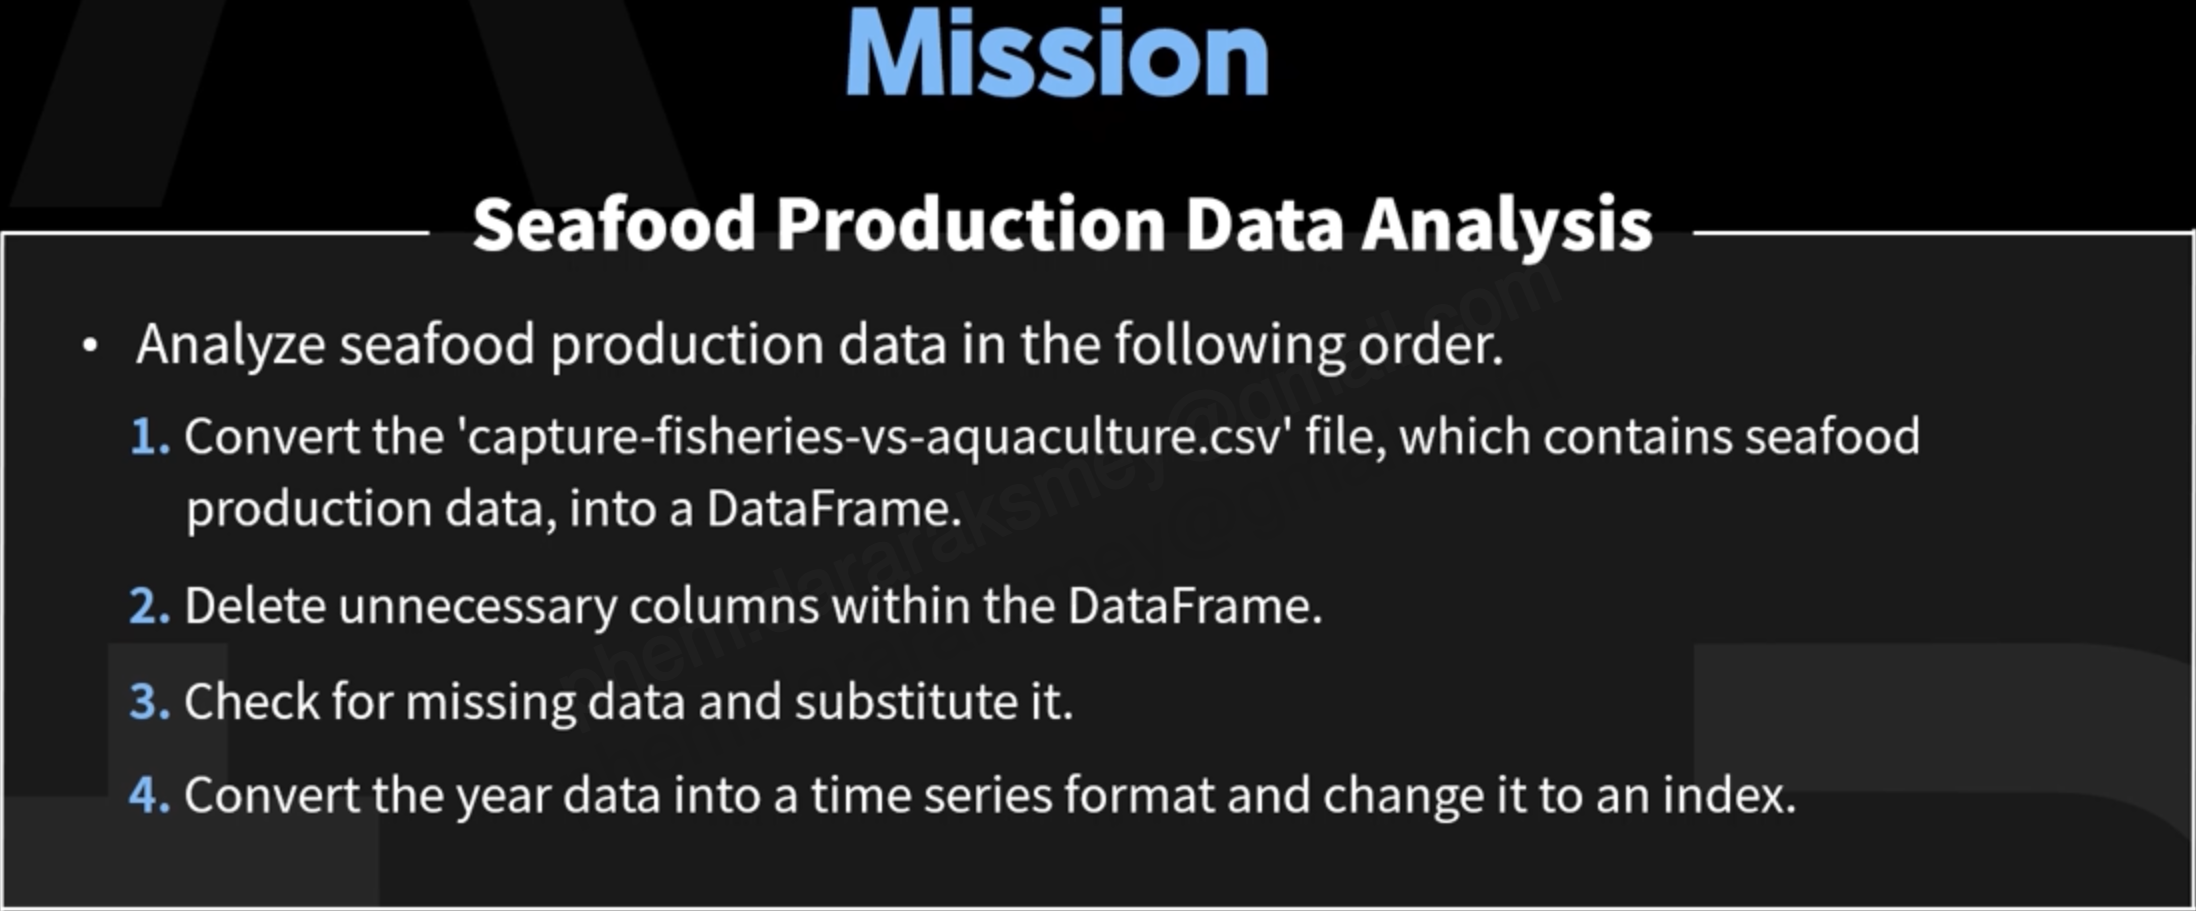 Mission
Seafood Production Data Analysis
• Analyze seafood production data in the following order.
1. Convert the 'capture-fisheries-vs-aquaculture.csv' file, which contains seafood
production data, into a DataFrame.
2. Delete unnecessary columns within the DataFrame.
3. Check for missing data and substitute it.
4. Convert the year data into a time series format and change it to an index.